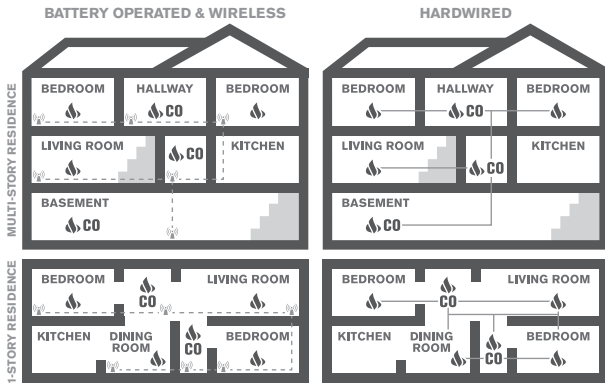 BATTERY OPERATED & WIRELESS
HARDWIRED
MULTI-STORY RESIDENCE
BEDROOM
HALLWAY
BEDROOM
CO
LIVING ROOM
CO
KITCHEN
BASEMENT
CO
BEDROOM
HALLWAY
BEDROOM
CO
LIVING ROOM
CO
KITCHEN
BASEMENT
CO
1-STORY RESIDENCE
BEDROOM
CO
LIVING ROOM
KITCHEN
DINING
ROOM
CO
BEDROOM
BEDROOM
CO
LIVING ROOM
KITCHEN
DINING
ROOM
CO
BEDROOM